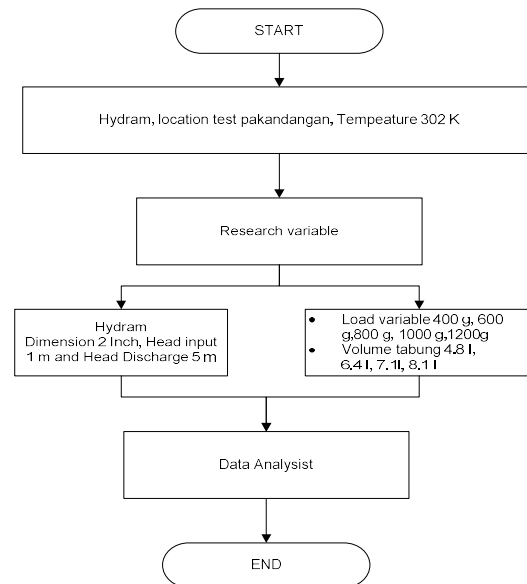 START
Hydram, location test pakandangan, Tempeature 302 K
Research variable
Hydram
Dimension 2 Inch, Head input
1 m and Head Discharge 5 m
• Load variable 400 g, 600
g,800 g, 1000 g,1200g
• Volume tabung 4.8 l,
6.4 l, 7.1l, 8.1 l
Data Analysist
END